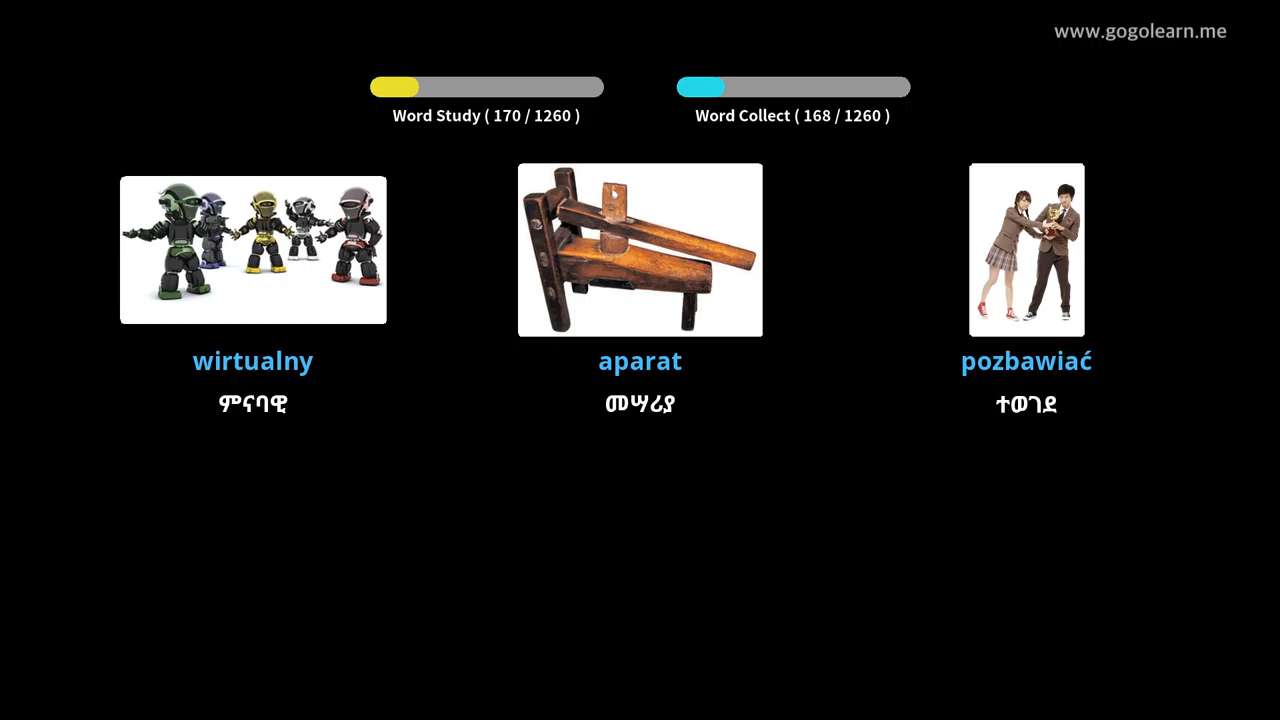 www.gogolearn.me
Word Study ( 170 / 1260 )
Word Collect ( 168 / 1260 )
wirtualny
aparat
pozbawiać
ምናባዊ
መሣሪያ
ተወገደ